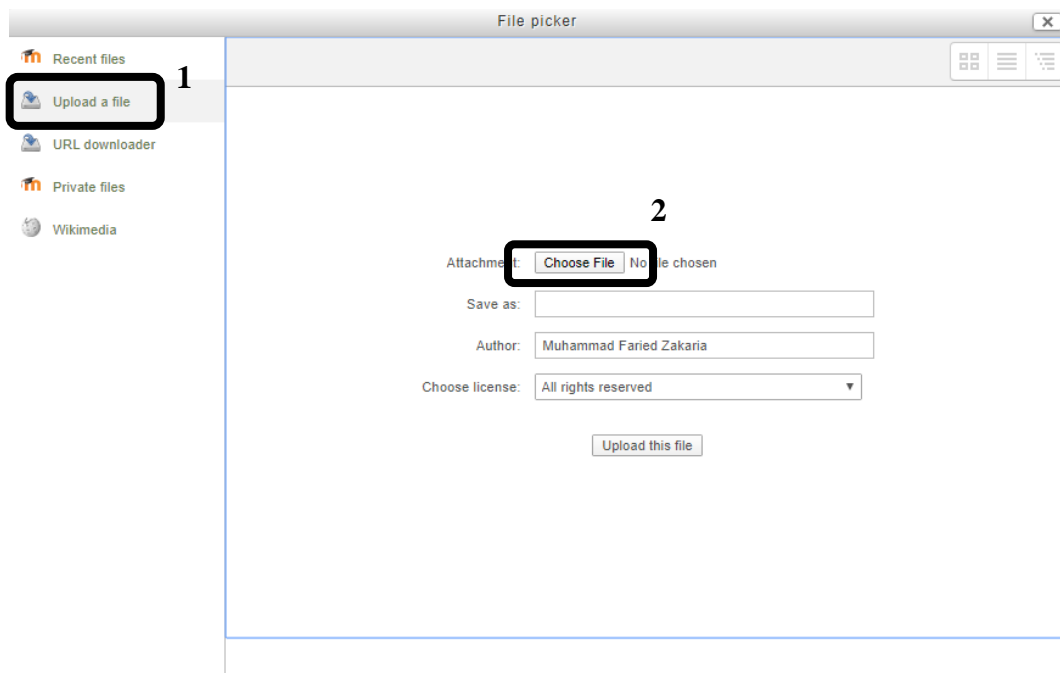 File picker
Recent files
1
Upload a file
URL downloader
Private files
Wikimedia
2
Attachment: Choose File No file chosen
Save as:
Author: Muhammad Faried Zakaria
Choose license: All rights reserved
Upload this file